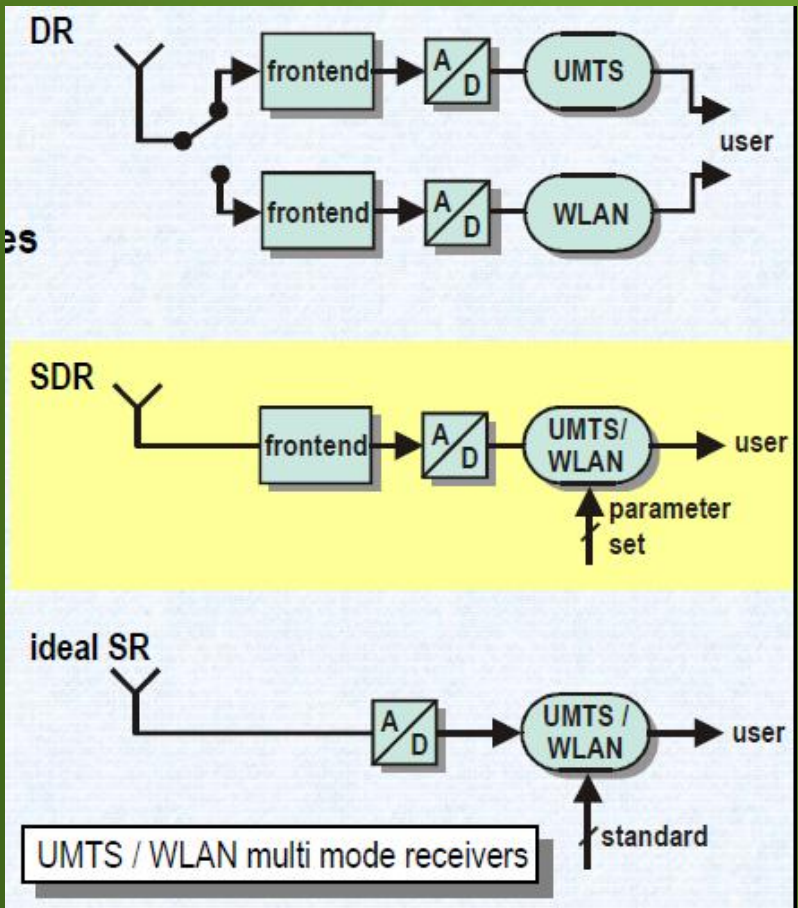 DR
frontend
A
D
UMTS
user
frontend
A
D
WLAN
es
SDR
frontend
A
D
UMTS/
WLAN
user
parameter
set
ideal SR
A
D
UMTS /
WLAN
user
standard
UMTS / WLAN multi mode receivers